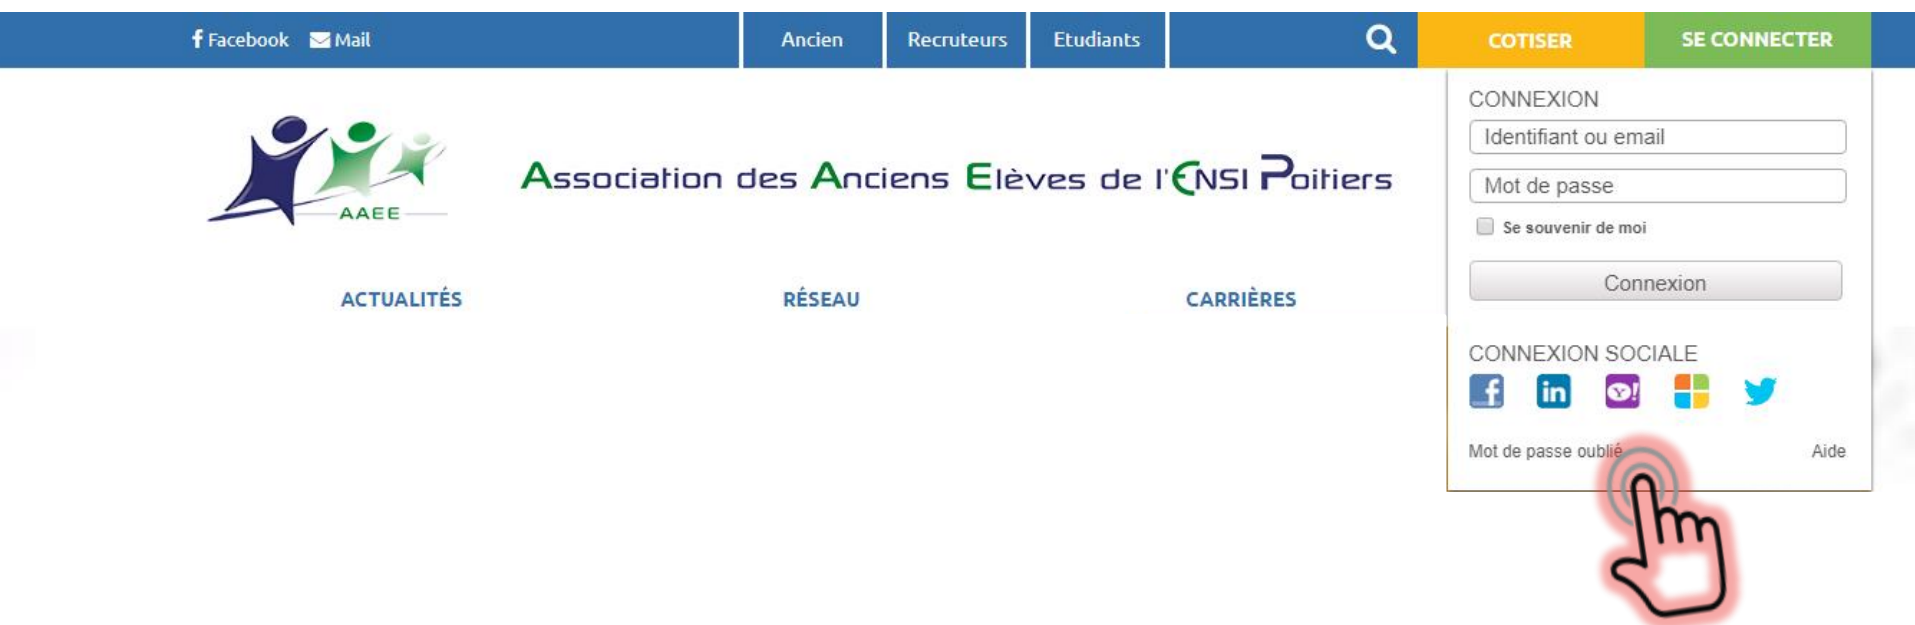 Facebook Mail Ancien Recruteurs Etudiants COTISER SE CONNECTER
AAEE
Association des Anciens Elèves de l'ENSI Poitiers
ACTUALITÉS RÉSEAU CARRIÈRES
CONNEXION
Identifiant ou email
Mot de passe
Se souvenir de moi
Connexion
CONNEXION SOCIALE
Mot de passe oublié Aide